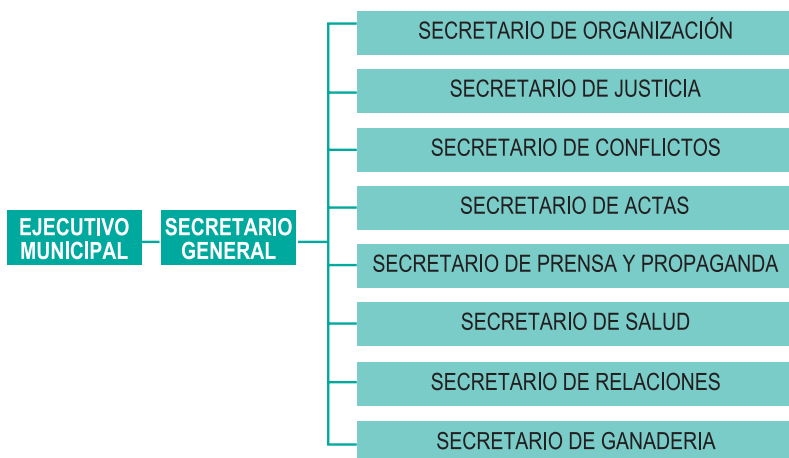 EJECUTIVO
MUNICIPAL
SECRETARIO
GENERAL
SECRETARIO DE ORGANIZACIÓN
SECRETARIO DE JUSTICIA
SECRETARIO DE CONFLICTOS
SECRETARIO DE ACTAS
SECRETARIO DE PRENSA Y PROPAGANDA
SECRETARIO DE SALUD
SECRETARIO DE RELACIONES
SECRETARIO DE GANADERIA